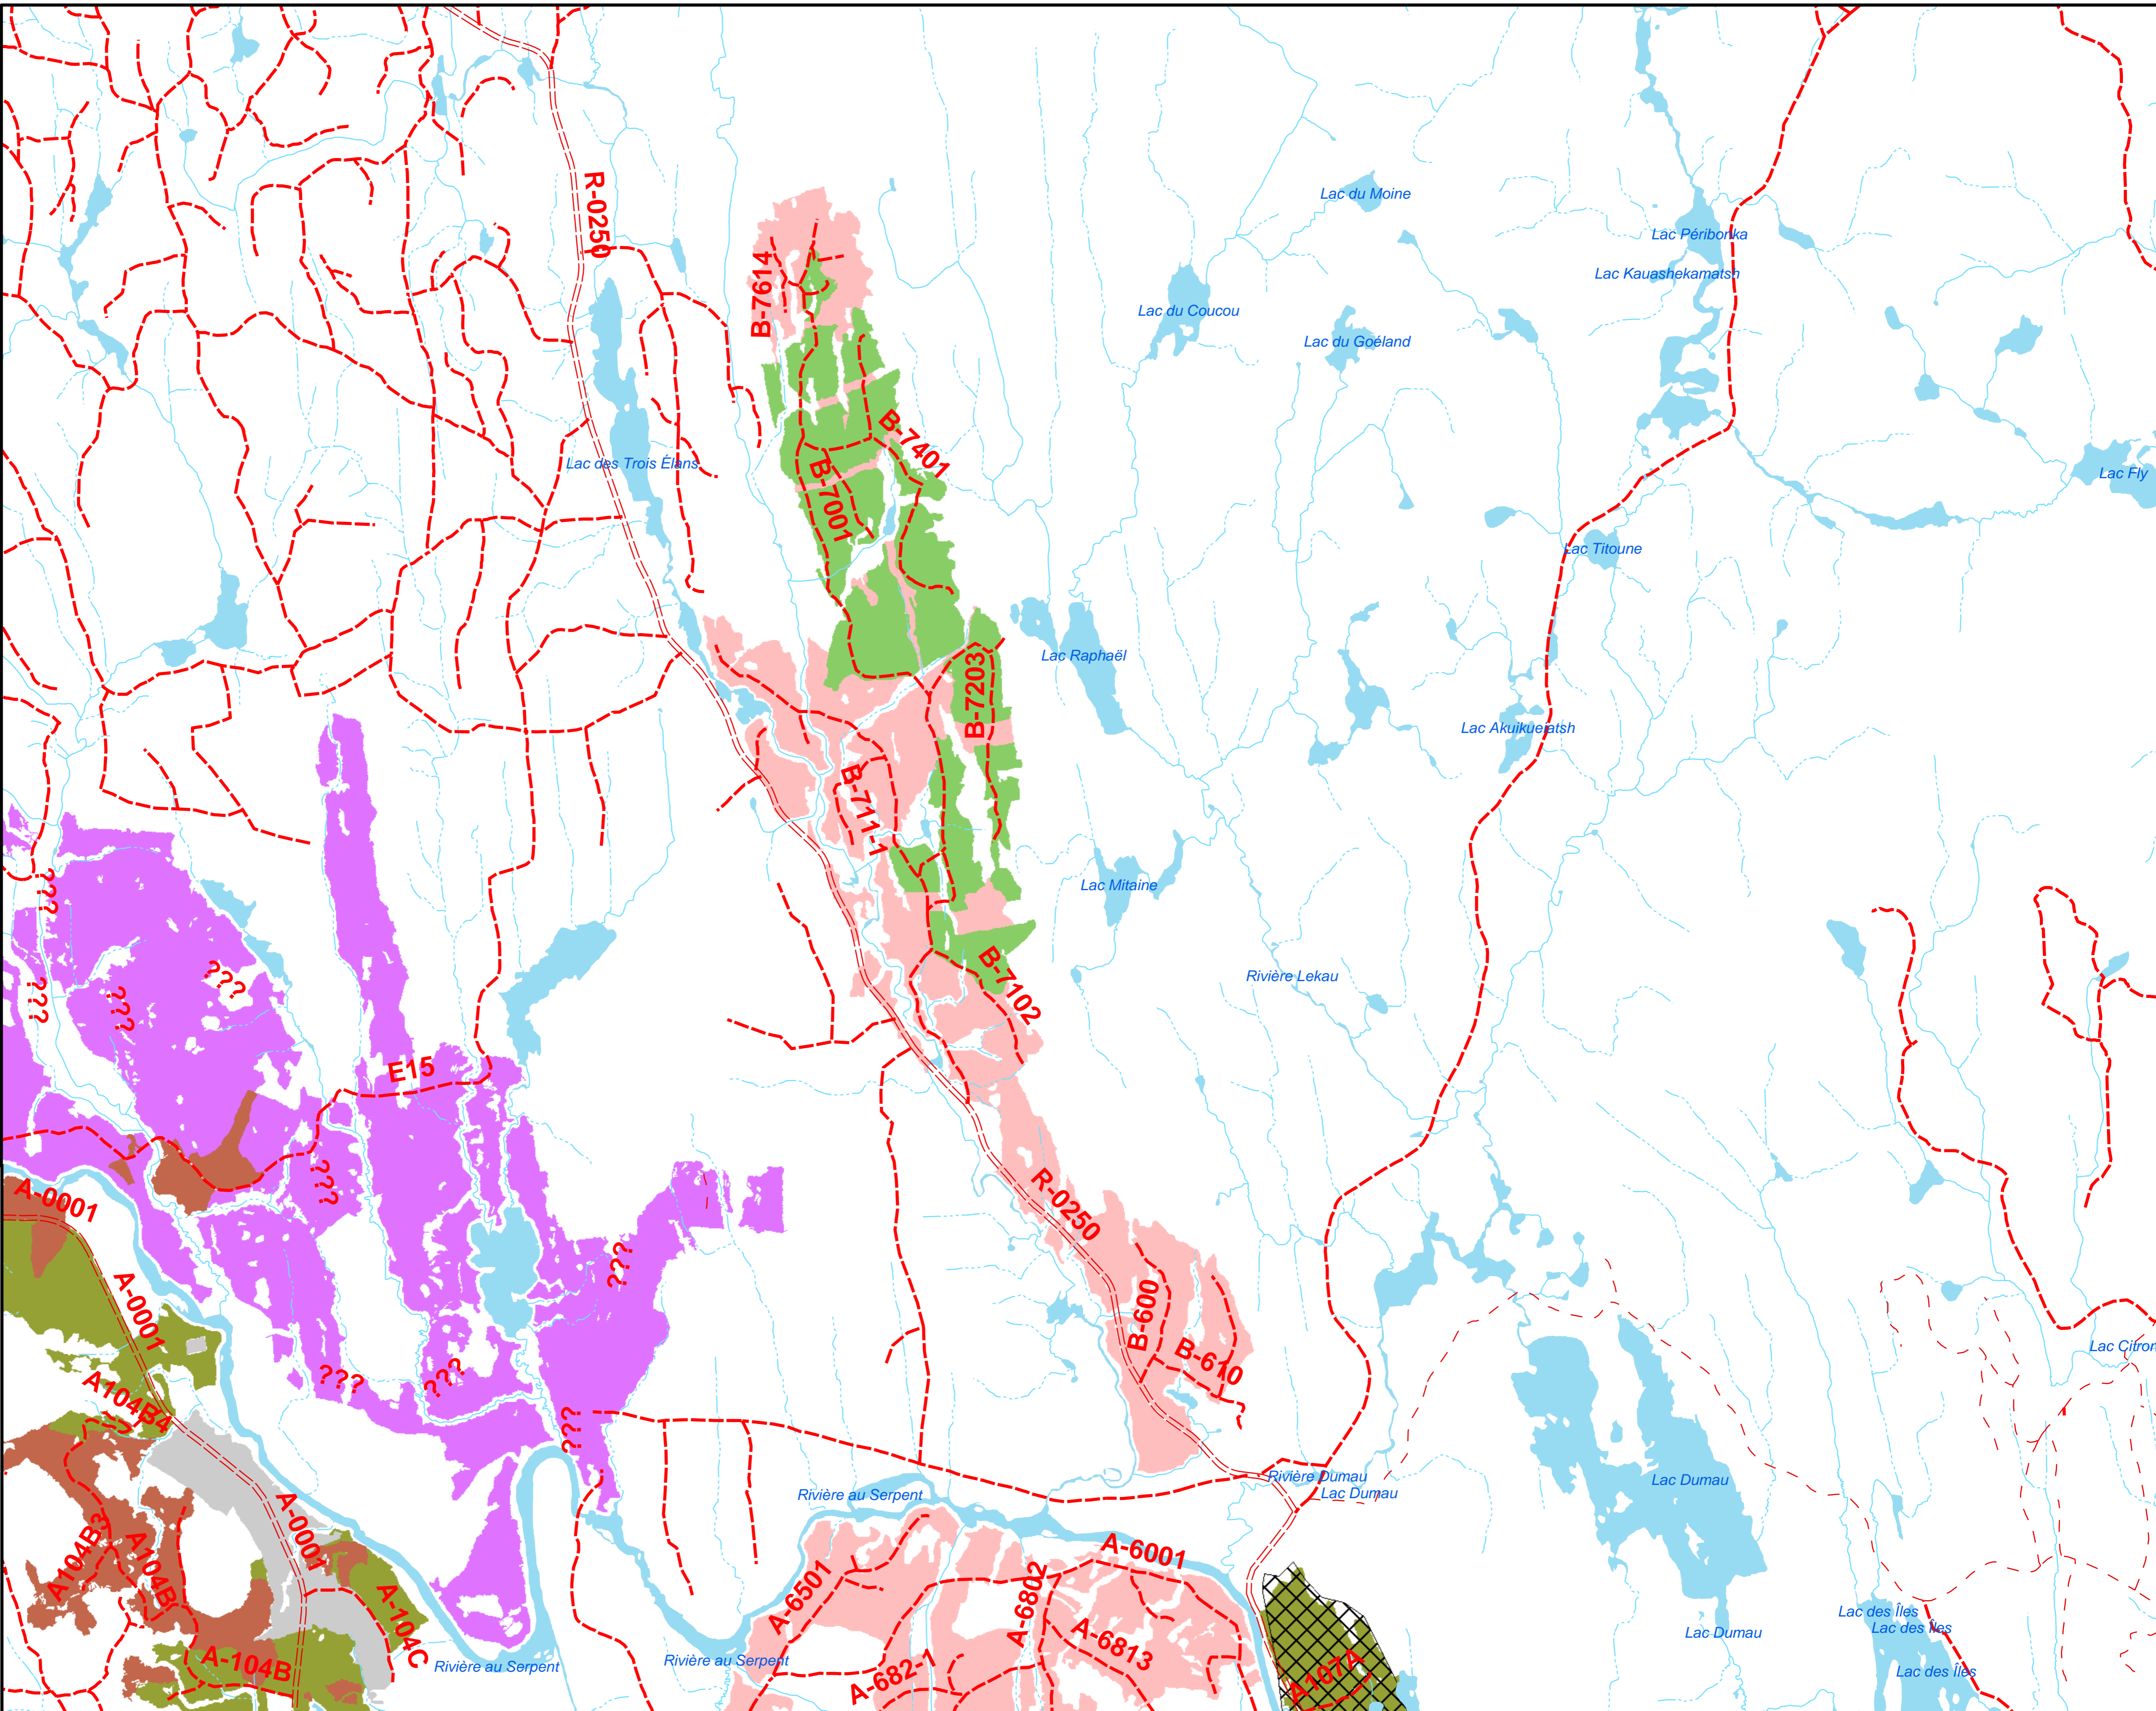 R-0250
Lac du Moine
Lac Péribonka
Lac Kauashekamatsh
B-7614
Lac du Coucou
Lac du Goéland
B-7401
Lac des Trois Élans
Lac Fly
B-7001
Lac Titoune
Lac Raphaël
B-7203
Lac Akuikueiatsh
B-711-1
???
Lac Mitaine
???
???
???
Rivière Lekau
B-7102
E15
???
A-0001
R-0250
???
A-0001
B-600
B-610
Lac Citron
???
???
A104B4
???
Rivière Dumau
Lac Dumau
Lac Dumau
Rivière au Serpent
A-0001
A104B3
A104B
A-6001
A-6501
A-6802
A-104C
A-6813
Lac des Îles
Lac des Îles
Lac Dumau
Rivière au Serpent
Rivière au Serpent
A-104B
A-682-1
A107A
Lac des Îles